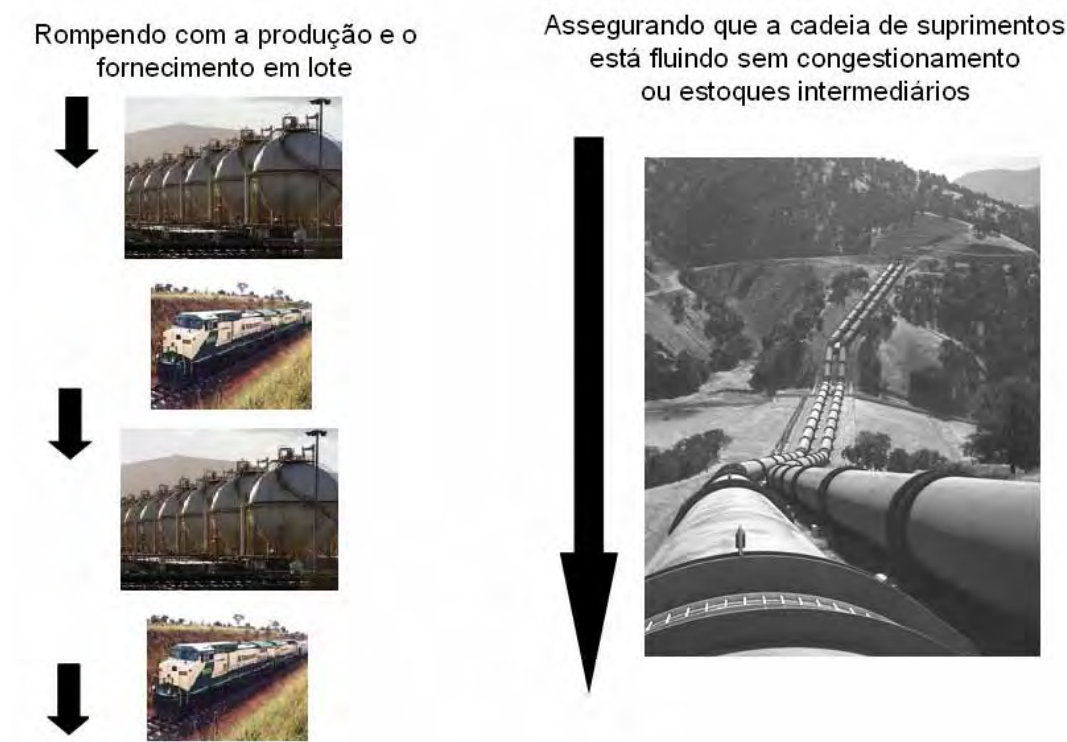 Rompendo com a produção e o
fornecimento em lote
Assegurando que a cadeia de suprimentos
está fluindo sem congestionamento
ou estoques intermediários